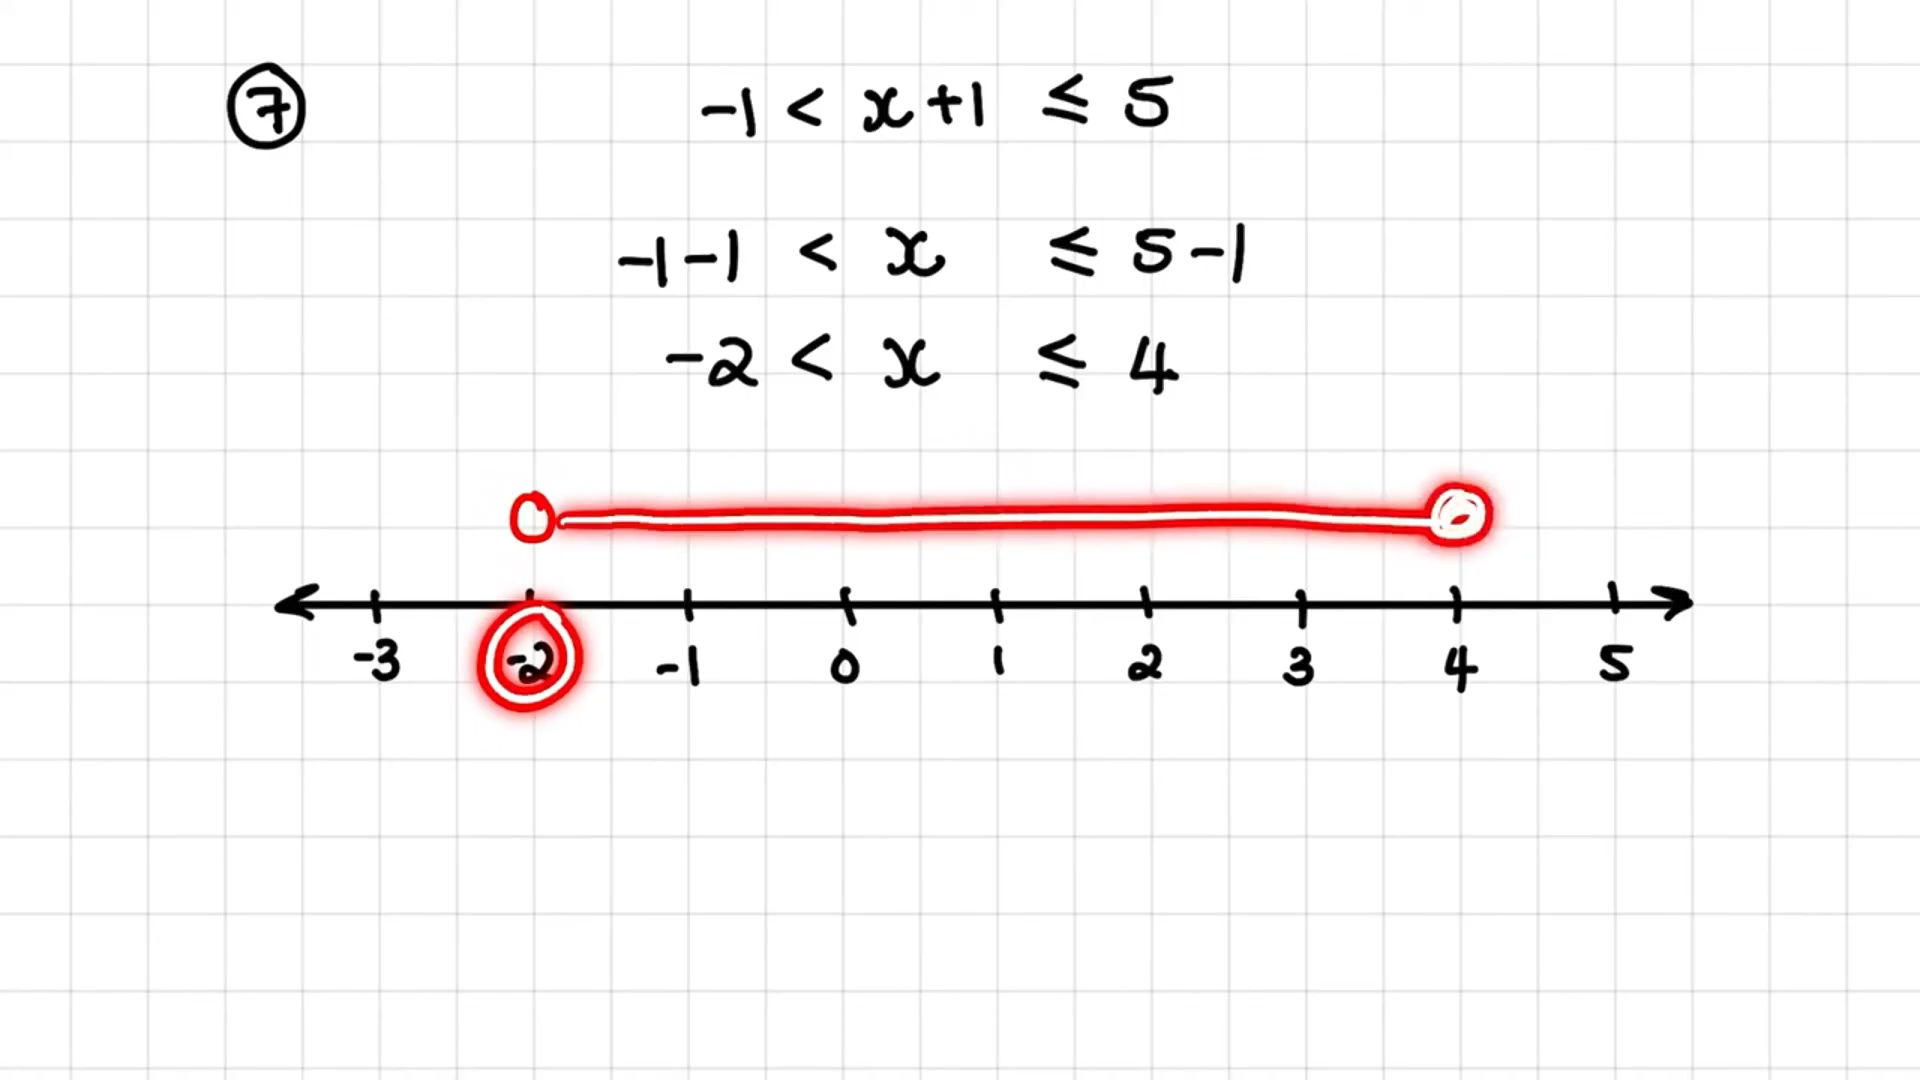 7
-1 < x+1 ≤ 5
-1-1 < x ≤ 5-1
-2 < x ≤ 4
-3 -2 -1 0 1 2 3 4 5